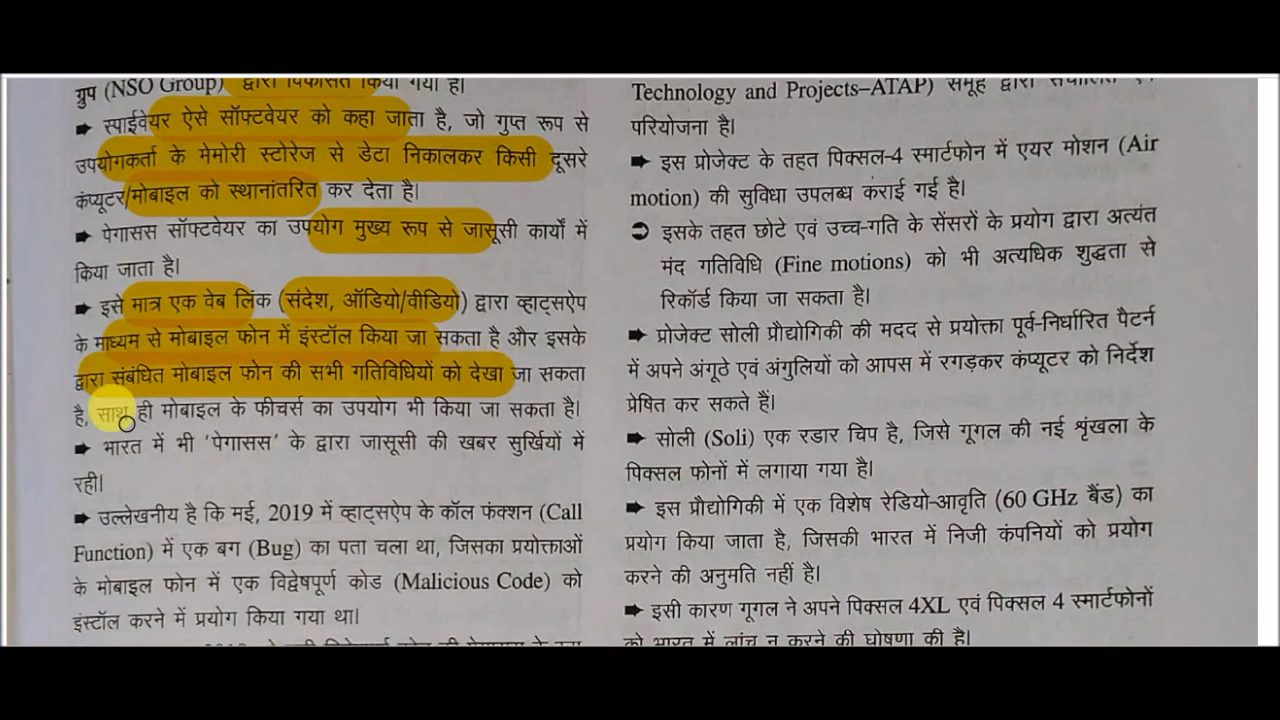 ग्रुप (NSO Group) द्वारा विकसित किया गया है।
➨ स्पाईवेयर ऐसे सॉफ्टवेयर को कहा जाता है, जो गुप्त रूप से
उपयोगकर्ता के मेमोरी स्टोरेज से डेटा निकालकर किसी दूसरे
कंप्यूटर/मोबाइल को स्थानांतरित कर देता है।
➨ पेगासस सॉफ्टवेयर का उपयोग मुख्य रूप से जासूसी कार्यों में
किया जाता है।
➨ इसे मात्र एक वेब लिंक (संदेश, ऑडियो/वीडियो) द्वारा व्हाट्सऐप
के माध्यम से मोबाइल फोन में इंस्टॉल किया जा सकता है और इसके
द्वारा संबंधित मोबाइल फोन की सभी गतिविधियों को देखा जा सकता
है, साथ ही मोबाइल के फीचर्स का उपयोग भी किया जा सकता है।
➨ भारत में भी ‘पेगासस’ के द्वारा जासूसी की खबर सुर्खियों में
रही।
➨ उल्लेखनीय है कि मई, 2019 में व्हाट्सऐप के कॉल फंक्शन (Call
Function) में एक बग (Bug) का पता चला था, जिसका प्रयोक्ताओं
के मोबाइल फोन में एक विद्वेषपूर्ण कोड (Malicious Code) को
इंस्टॉल करने में प्रयोग किया गया था।
Technology and Projects–ATAP) समूह द्वारा संचालित
परियोजना है।
➨ इस प्रोजेक्ट के तहत पिक्सल-4 स्मार्टफोन में एयर मोशन (Air
motion) की सुविधा उपलब्ध कराई गई है।
➲ इसके तहत छोटे एवं उच्च-गति के सेंसरों के प्रयोग द्वारा अत्यंत
मंद गतिविधि (Fine motions) को भी अत्यधिक शुद्धता से
रिकॉर्ड किया जा सकता है।
➨ प्रोजेक्ट सोली प्रौद्योगिकी की मदद से प्रयोक्ता पूर्व-निर्धारित पैटर्न
में अपने अंगूठे एवं अंगुलियों को आपस में रगड़कर कंप्यूटर को निर्देश
प्रेषित कर सकते हैं।
➨ सोली (Soli) एक रडार चिप है, जिसे गूगल की नई शृंखला के
पिक्सल फोनों में लगाया गया है।
➨ इस प्रौद्योगिकी में एक विशेष रेडियो-आवृति (60 GHz बैंड) का
प्रयोग किया जाता है, जिसकी भारत में निजी कंपनियों को प्रयोग
करने की अनुमति नहीं है।
➨ इसी कारण गूगल ने अपने पिक्सल 4XL एवं पिक्सल 4 स्मार्टफोनों
को भारत में लांच न करने की घोषणा की है।